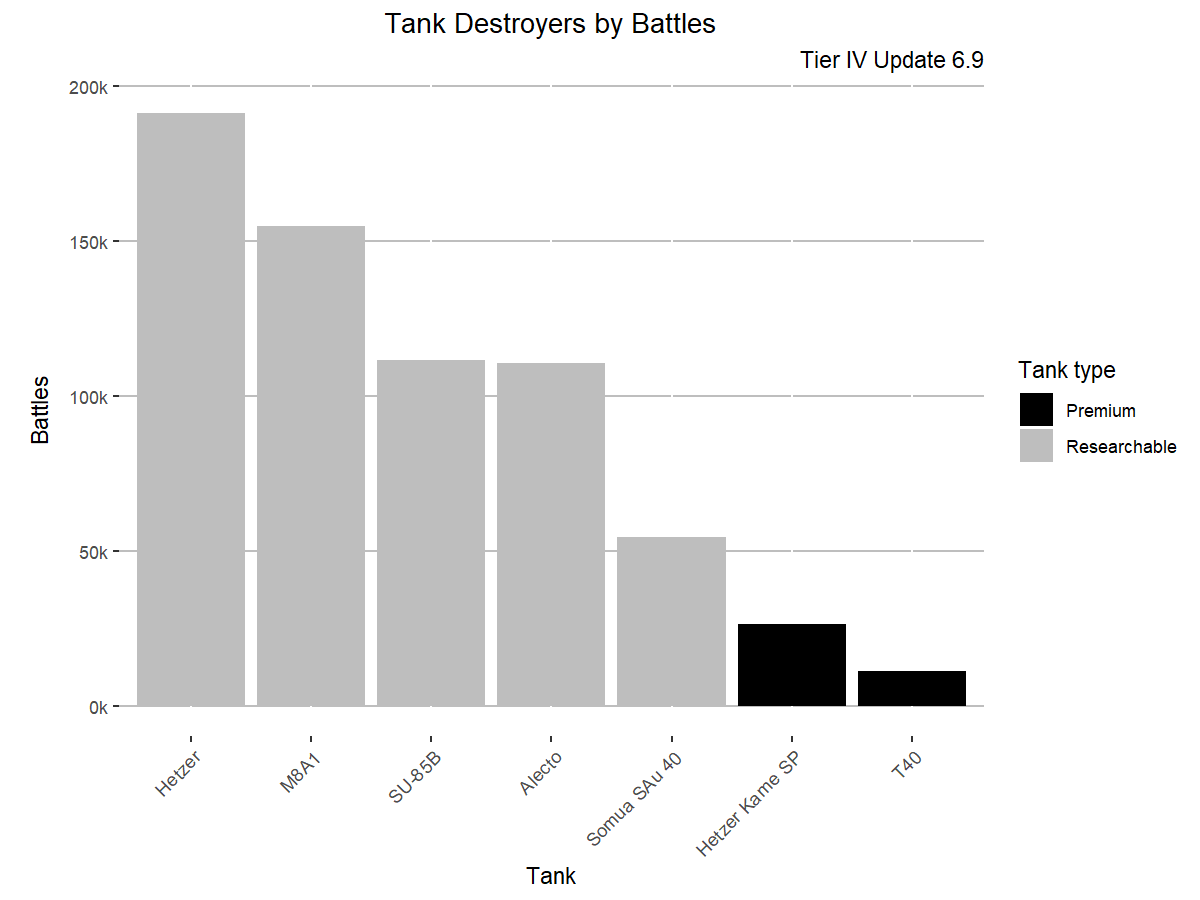 Tank Destroyers by Battles
Tier IV Update 6.9
200k
150k
100k
50k
0k
Battles
Hetzer
M8A1
SU-85B
Alecto
Somua SAu 40
Hetzer Kame SP
T40
Tank
Tank type
Premium
Researchable